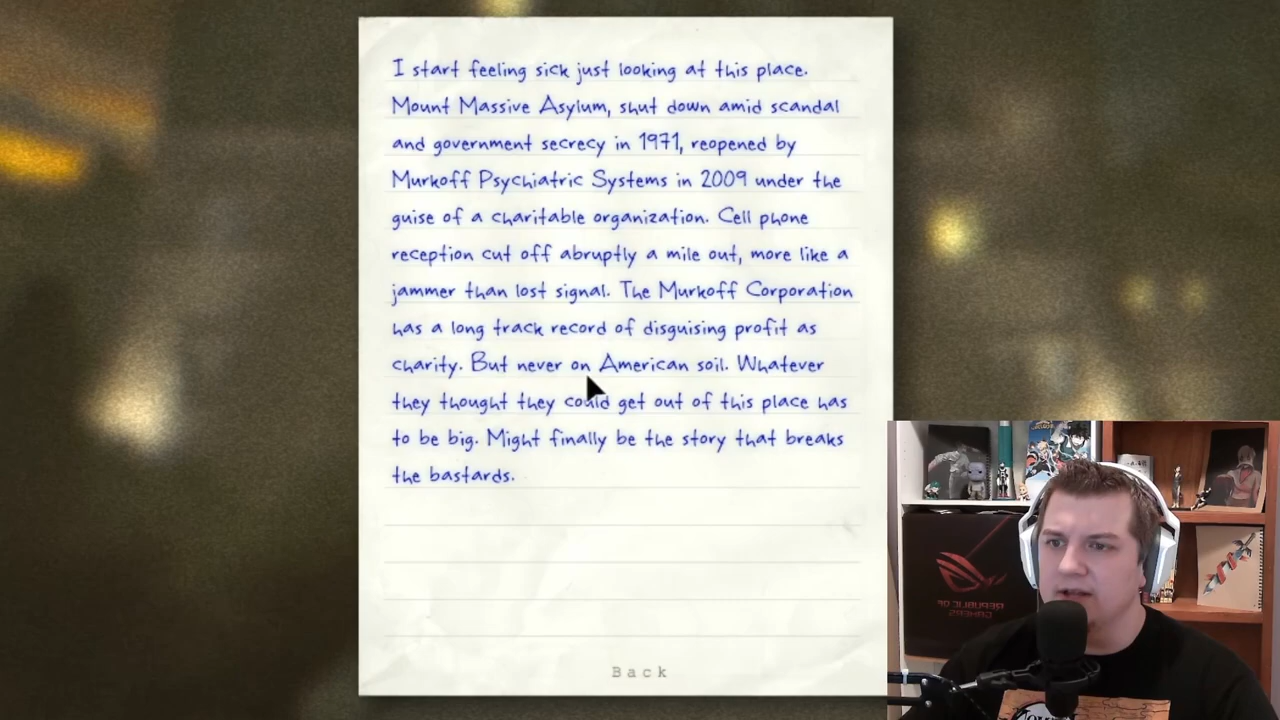 I start feeling sick just looking at this place.
Mount Massive Asylum, shut down amid scandal
and government secrecy in 1971, reopened by
Murkoff Psychiatric Systems in 2009 under the
guise of a charitable organization. Cell phone
reception cut off abruptly a mile out, more like a
jammer than lost signal. The Murkoff Corporation
has a long track record of disguising profit as
charity. But never on American soil. Whatever
they thought they could get out of this place has
to be big. Might finally be the story that breaks
the bastards.
Back
REPUBLIC OF
GAMERS